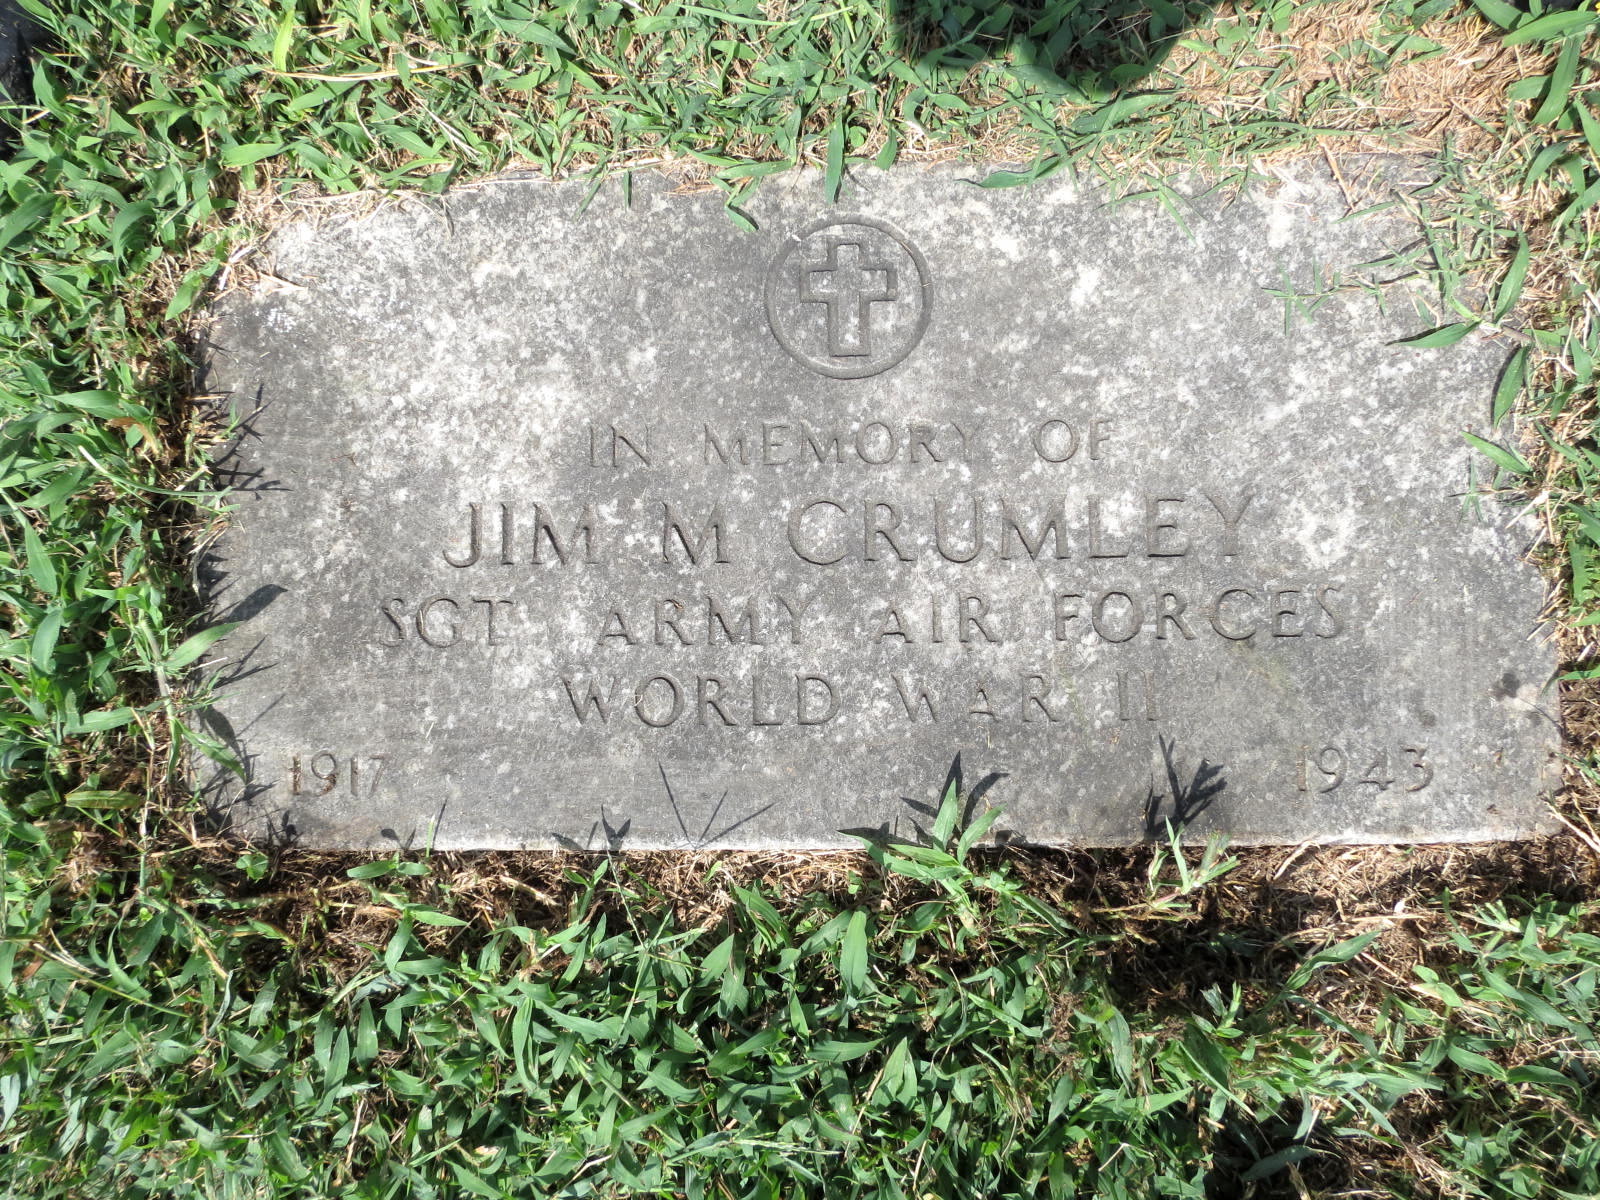 IN MEMORY OF
JIM M CRUMLEY
SGT ARMY AIR FORCES
WORLD WAR II
1917 1943